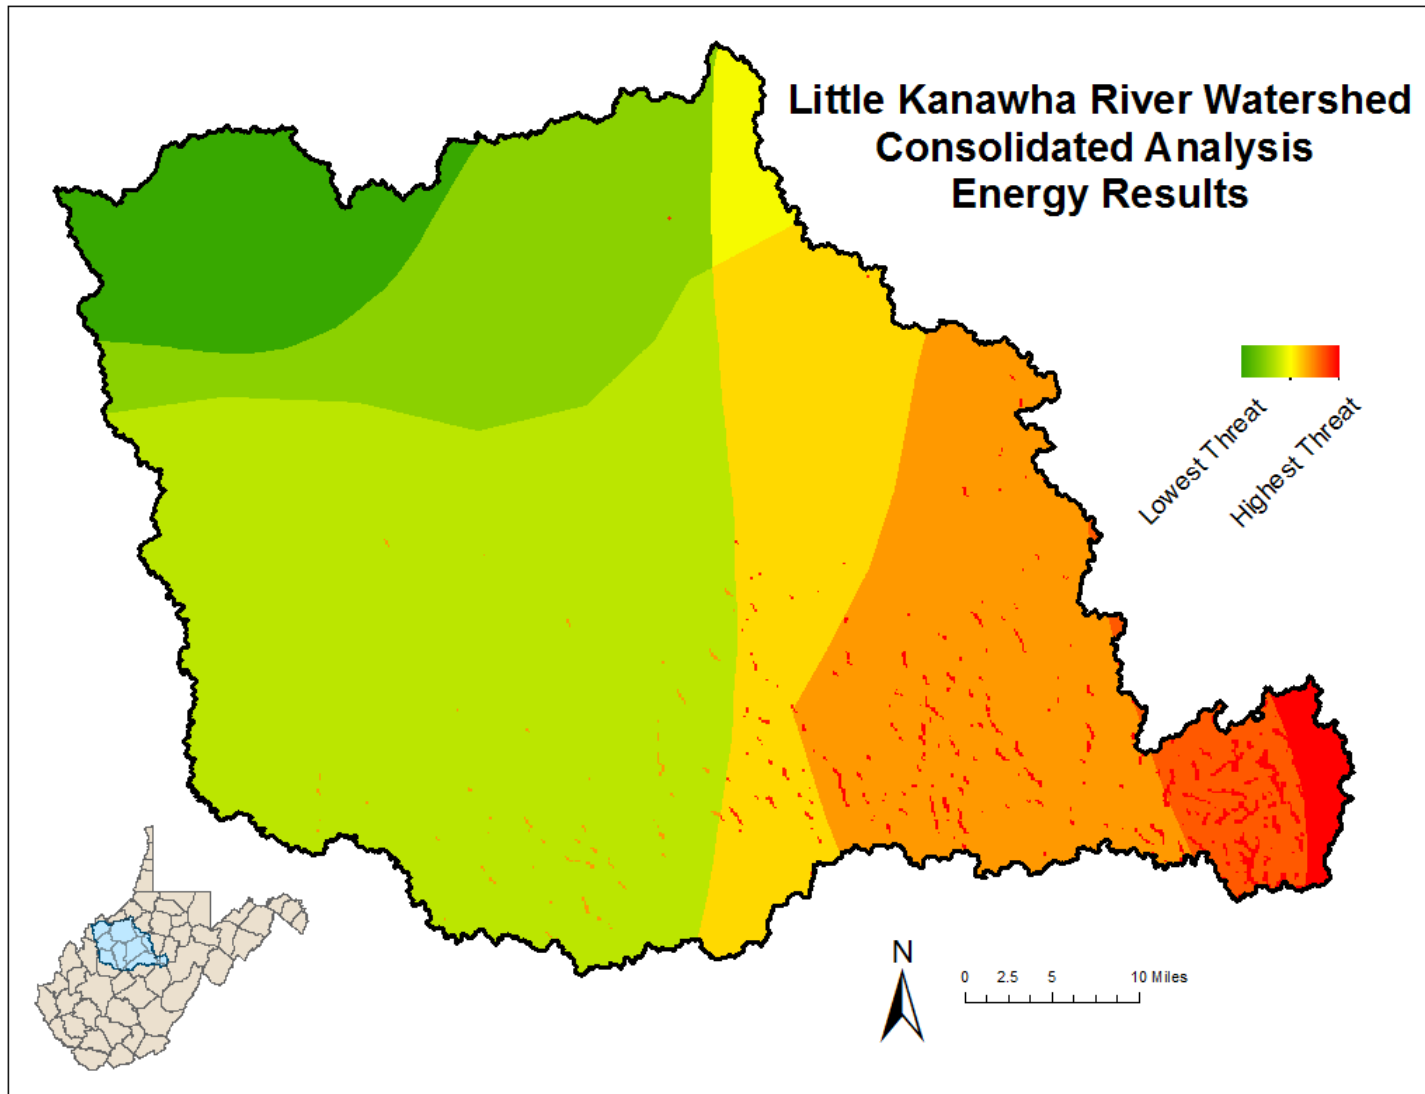 Little Kanawha River Watershed
Consolidated Analysis
Energy Results
Lowest Threat
Highest Threat
N
0 2.5 5 10 Miles